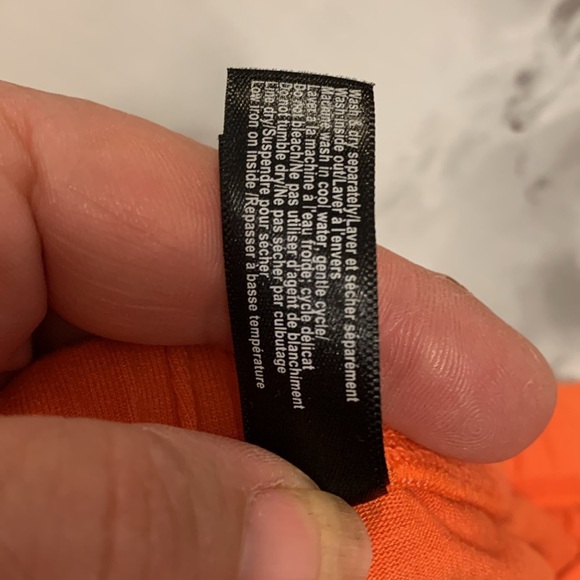 Wash & dry separately/Laver et sécher séparément
Wash inside out/Laver à l'envers
Machine wash in cool water, gentle cycle/
Laver à la machine à l'eau froide; cycle délicat
Do not bleach/Ne pas utiliser d'agent de blanchiment
Do not tumble dry/Ne pas sécher par culbutage
Line dry/Suspendre pour sécher
Low iron on Inside /Repasser à basse température